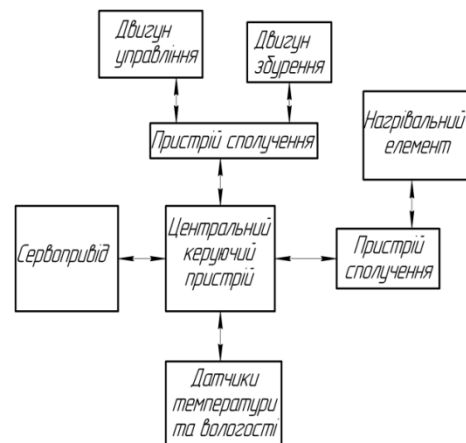 Двигун
управління
Двигун
збурення
Пристрій сполучення
Нагрівальний
елемент
Сервопривід
Центральний
керуючий
пристрій
Пристрій
сполучення
Датчики
температури
та вологості